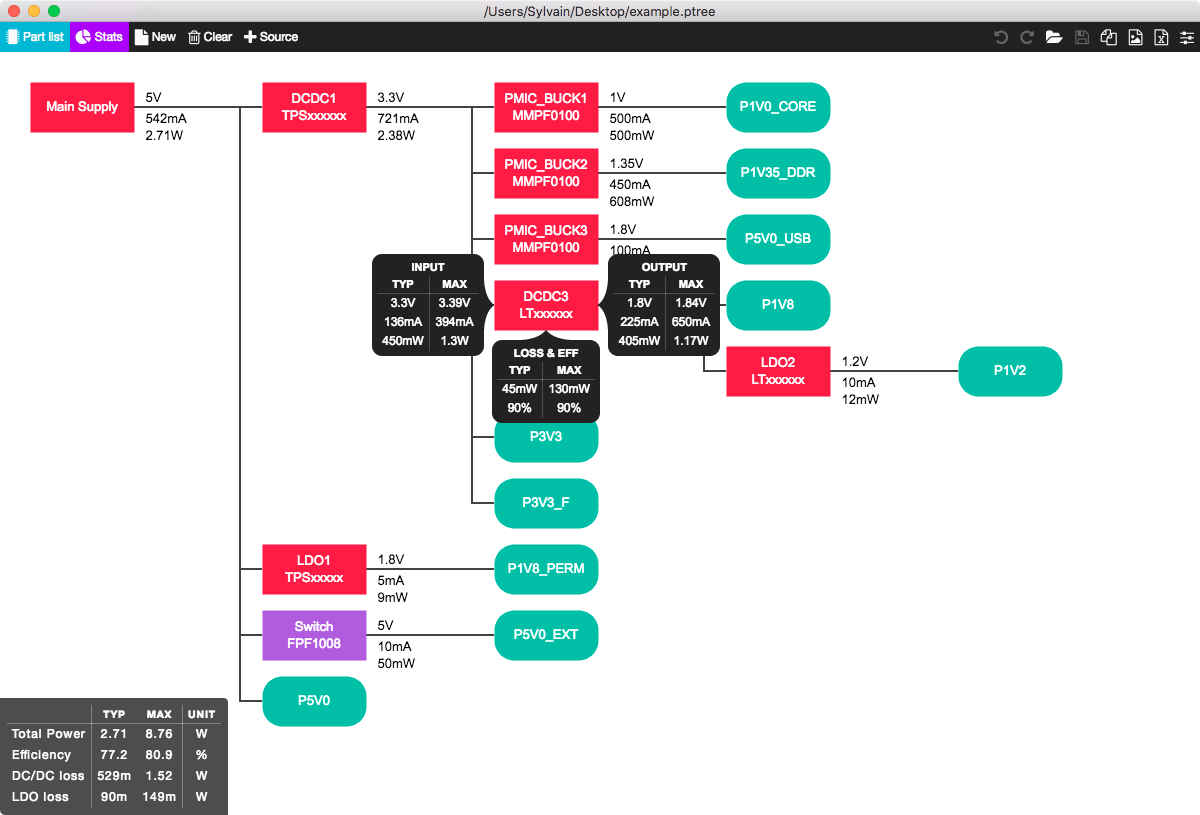 /Users/Sylvain/Desktop/example.ptree
Part list Stats New Clear Source
Main Supply
5V
542mA
2.71W
DCDC1
TPSxxxxxx
3.3V
721mA
2.38W
PMIC_BUCK1
MMPF0100
1V
500mA
500mW
P1V0_CORE
PMIC_BUCK2
MMPF0100
1.35V
450mA
608mW
P1V35_DDR
PMIC_BUCK3
MMPF0100
1.8V
100mA
P5V0_USB
INPUT
TYP MAX
3.3V 3.39V
136mA 394mA
450mW 1.3W
DCDC3
LTxxxxxx
OUTPUT
TYP MAX
1.8V 1.84V
225mA 650mA
405mW 1.17W
P1V8
LOSS & EFF
TYP MAX
45mW 130mW
90% 90%
LDO2
LTxxxxxx
1.2V
10mA
12mW
P1V2
P3V3
P3V3_F
LDO1
TPSxxxxx
1.8V
5mA
9mW
P1V8_PERM
Switch
FPF1008
5V
10mA
50mW
P5V0_EXT
P5V0
TYP MAX UNIT
Total Power 2.71 8.76 W
Efficiency 77.2 80.9 %
DC/DC loss 529m 1.52 W
LDO loss 90m 149m W